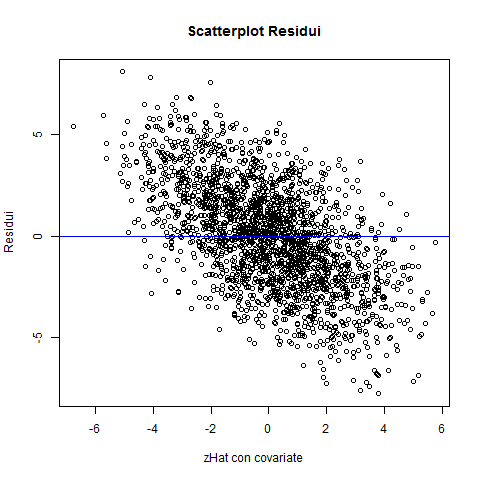 Scatterplot Residui
5
0
-5
Residui
-6 -4 -2 0 2 4 6
zHat con covariate